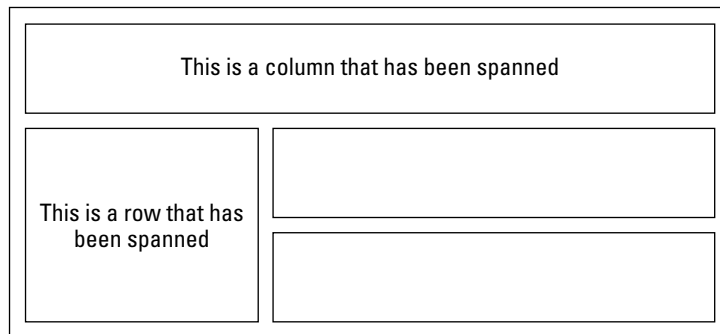 This is a column that has been spanned
This is a row that has
been spanned